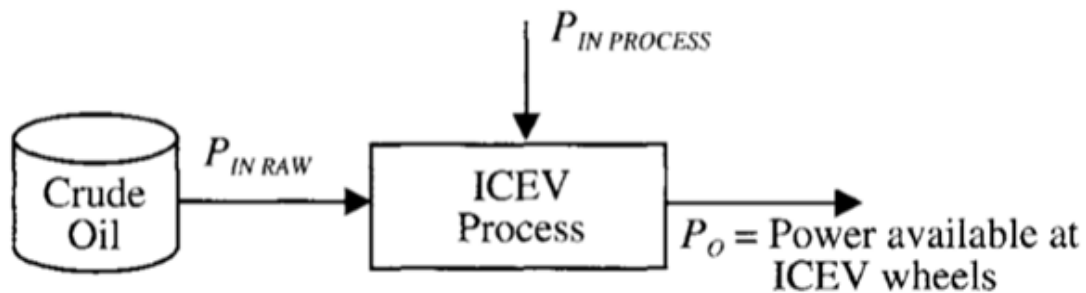 P_IN PROCESS
P_IN RAW
Crude
Oil
ICEV
Process
P_O = Power available at
ICEV wheels